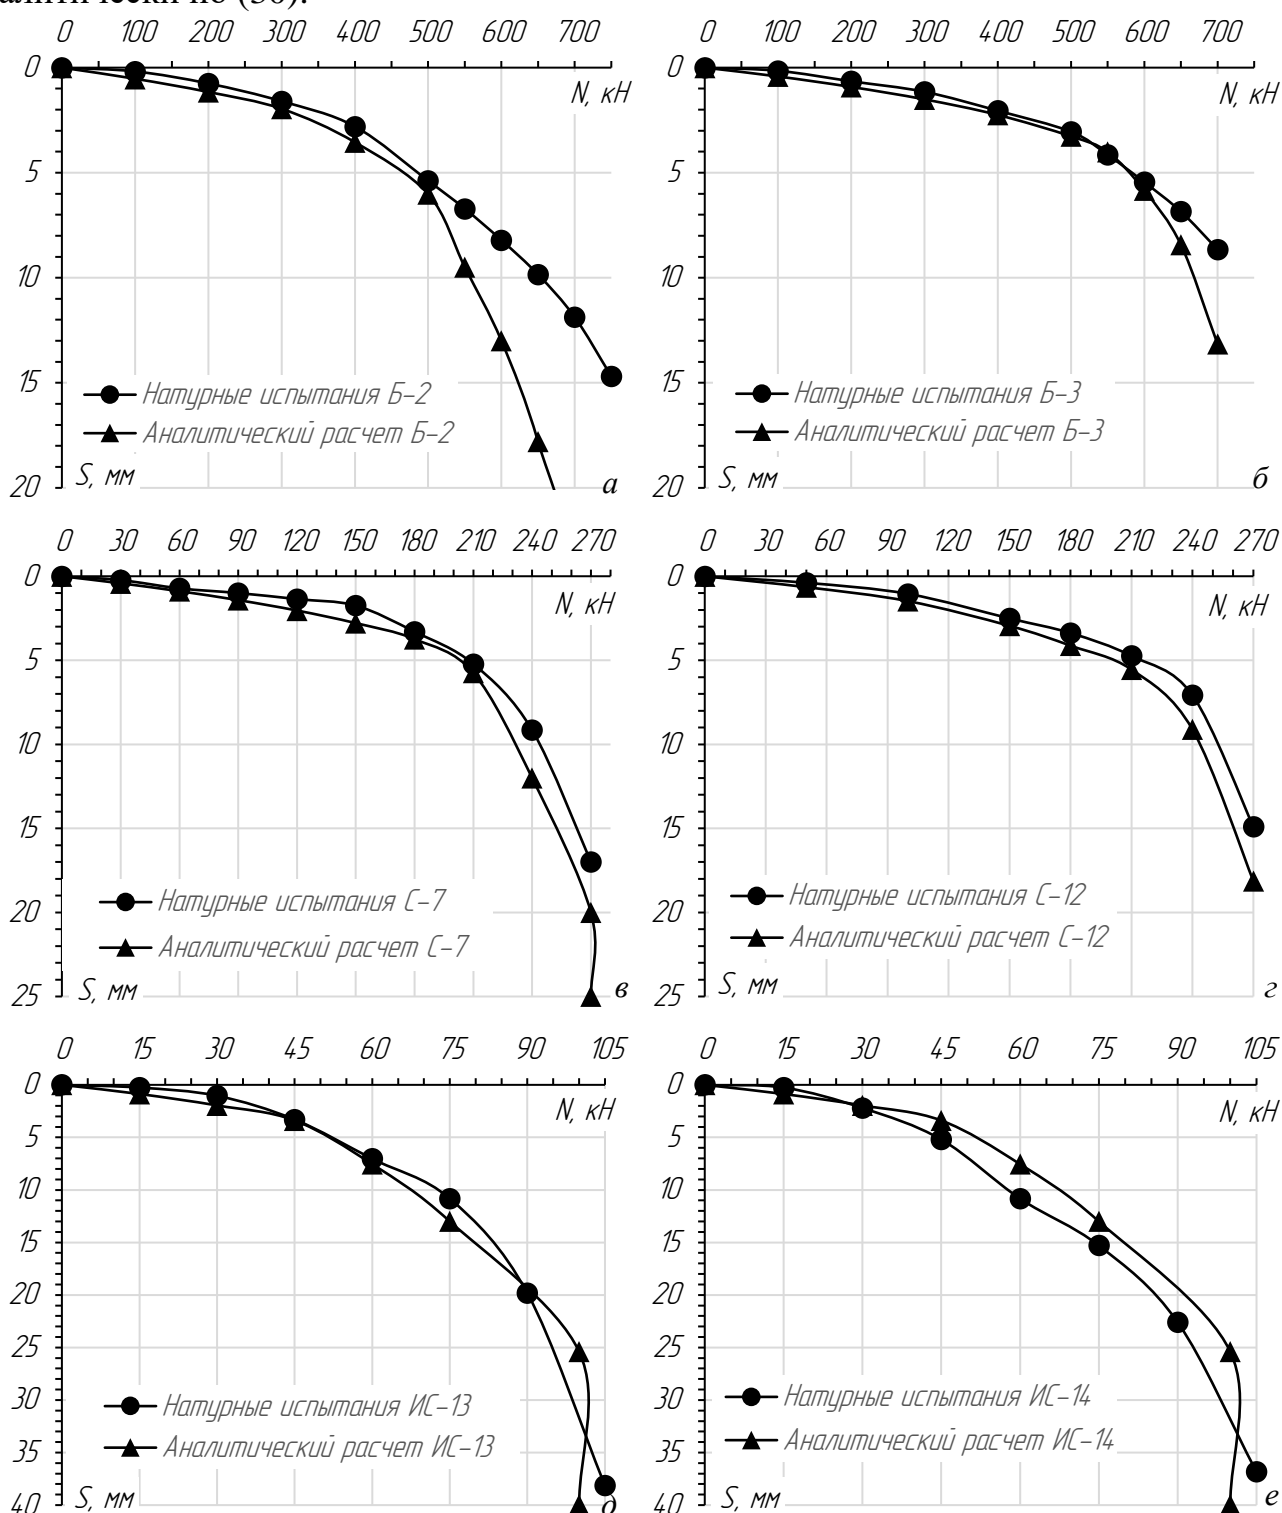 0 100 200 300 400 500 600 700
0
N, кН
5
10
15
20
Натурные испытания Б-2
Аналитический расчет Б-2
S, мм
а
0 100 200 300 400 500 600 700
0
N, кН
5
10
15
20
Натурные испытания Б-3
Аналитический расчет Б-3
S, мм
б
0 30 60 90 120 150 180 210 240 270
0
N, кН
5
10
15
20
25
Натурные испытания С-7
Аналитический расчет С-7
S, мм
в
0 30 60 90 120 150 180 210 240 270
0
N, кН
5
10
15
20
25
Натурные испытания С-12
Аналитический расчет С-12
S, мм
г
0 15 30 45 60 75 90 105
0
N, кН
5
10
15
20
25
30
35
40
Натурные испытания ИС-13
Аналитический расчет ИС-13
S, мм
д
0 15 30 45 60 75 90 105
0
N, кН
5
10
15
20
25
30
35
40
Натурные испытания ИС-14
Аналитический расчет ИС-14
S, мм
е